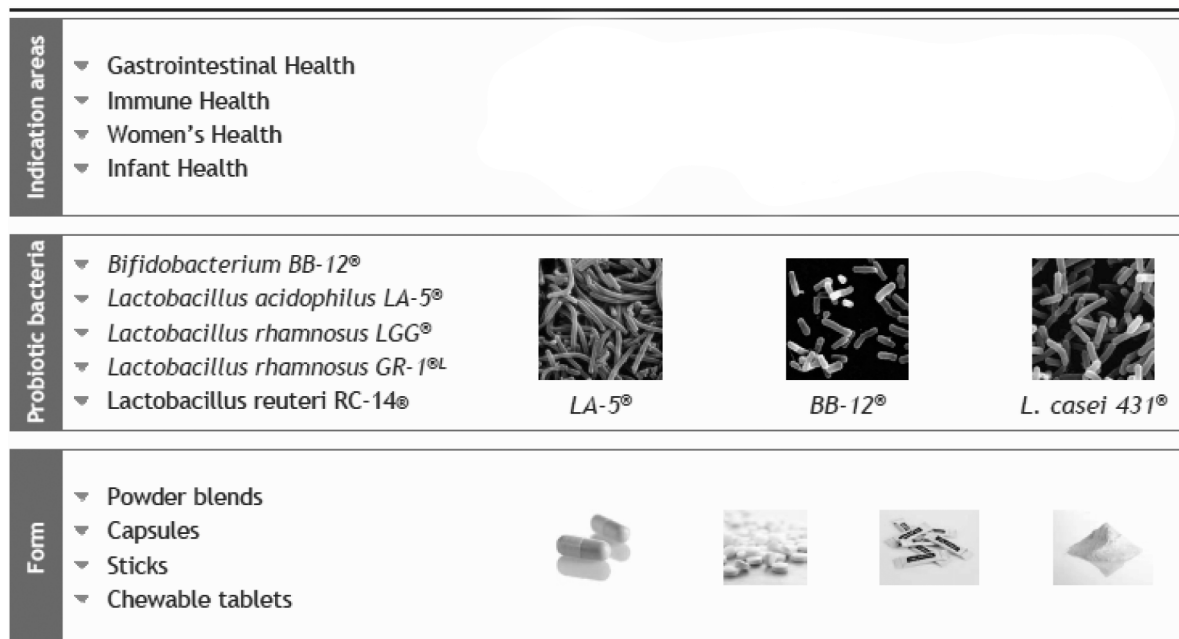 Indication areas
Gastrointestinal Health
Immune Health
Women's Health
Infant Health
Probiotic bacteria
Bifidobacterium BB-12®
Lactobacillus acidophilus LA-5®
Lactobacillus rhamnosus LGG®
Lactobacillus rhamnosus GR-1®L
Lactobacillus reuteri RC-14®
LA-5®
BB-12®
L. casei 431®
Form
Powder blends
Capsules
Sticks
Chewable tablets